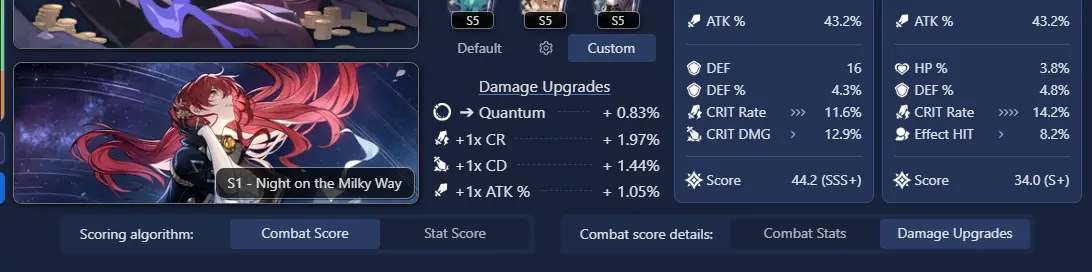 S5 S5 S5
Default Custom
Damage Upgrades
➔ Quantum + 0.83%
+1x CR + 1.97%
+1x CD + 1.44%
+1x ATK % + 1.05%
S1 - Night on the Milky Way
ATK % 43.2%
DEF 16
DEF % 4.3%
CRIT Rate >>> 11.6%
CRIT DMG > 12.9%
Score 44.2 (SSS+)
ATK % 43.2%
HP % 3.8%
DEF % 4.8%
CRIT Rate >>>> 14.2%
Effect HIT > 8.2%
Score 34.0 (S+)
Scoring algorithm: Combat Score Stat Score
Combat score details: Combat Stats Damage Upgrades